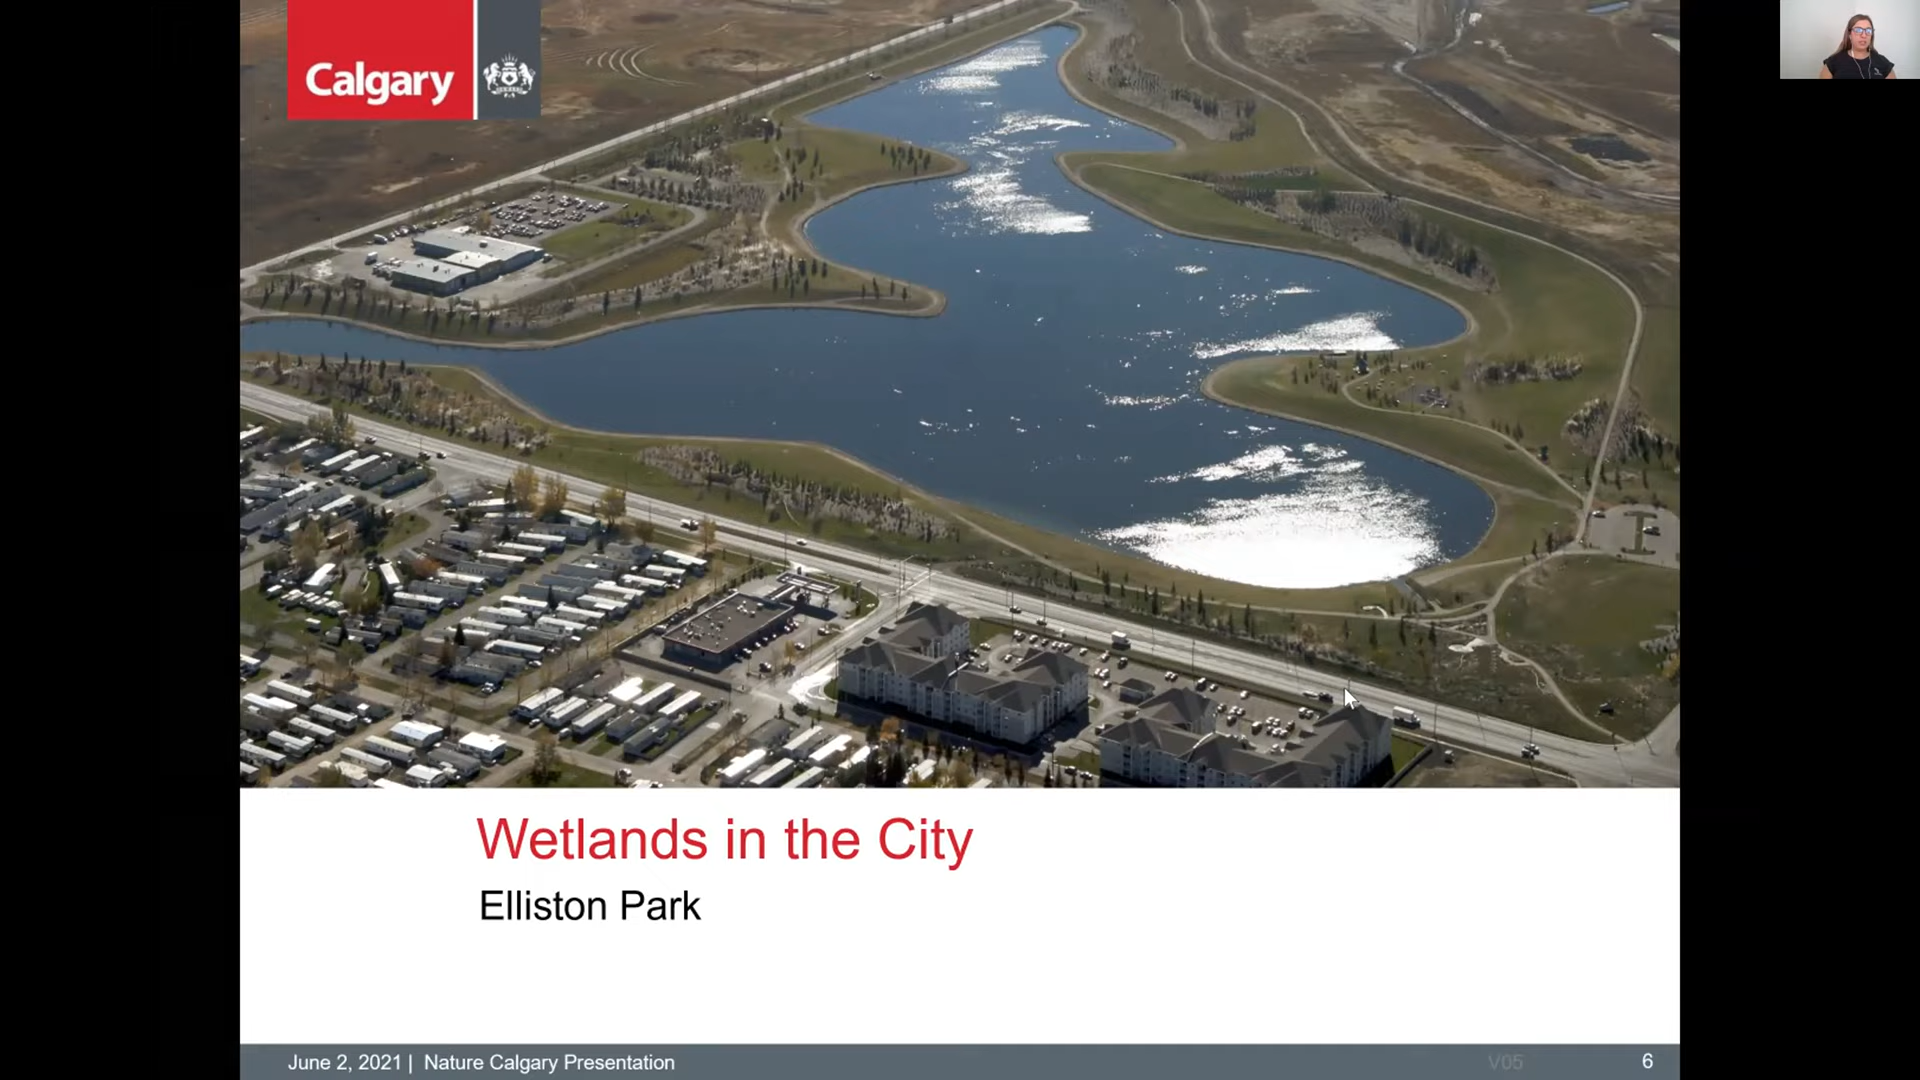 Calgary
Wetlands in the City
Elliston Park
June 2, 2021 | Nature Calgary Presentation
V05
6